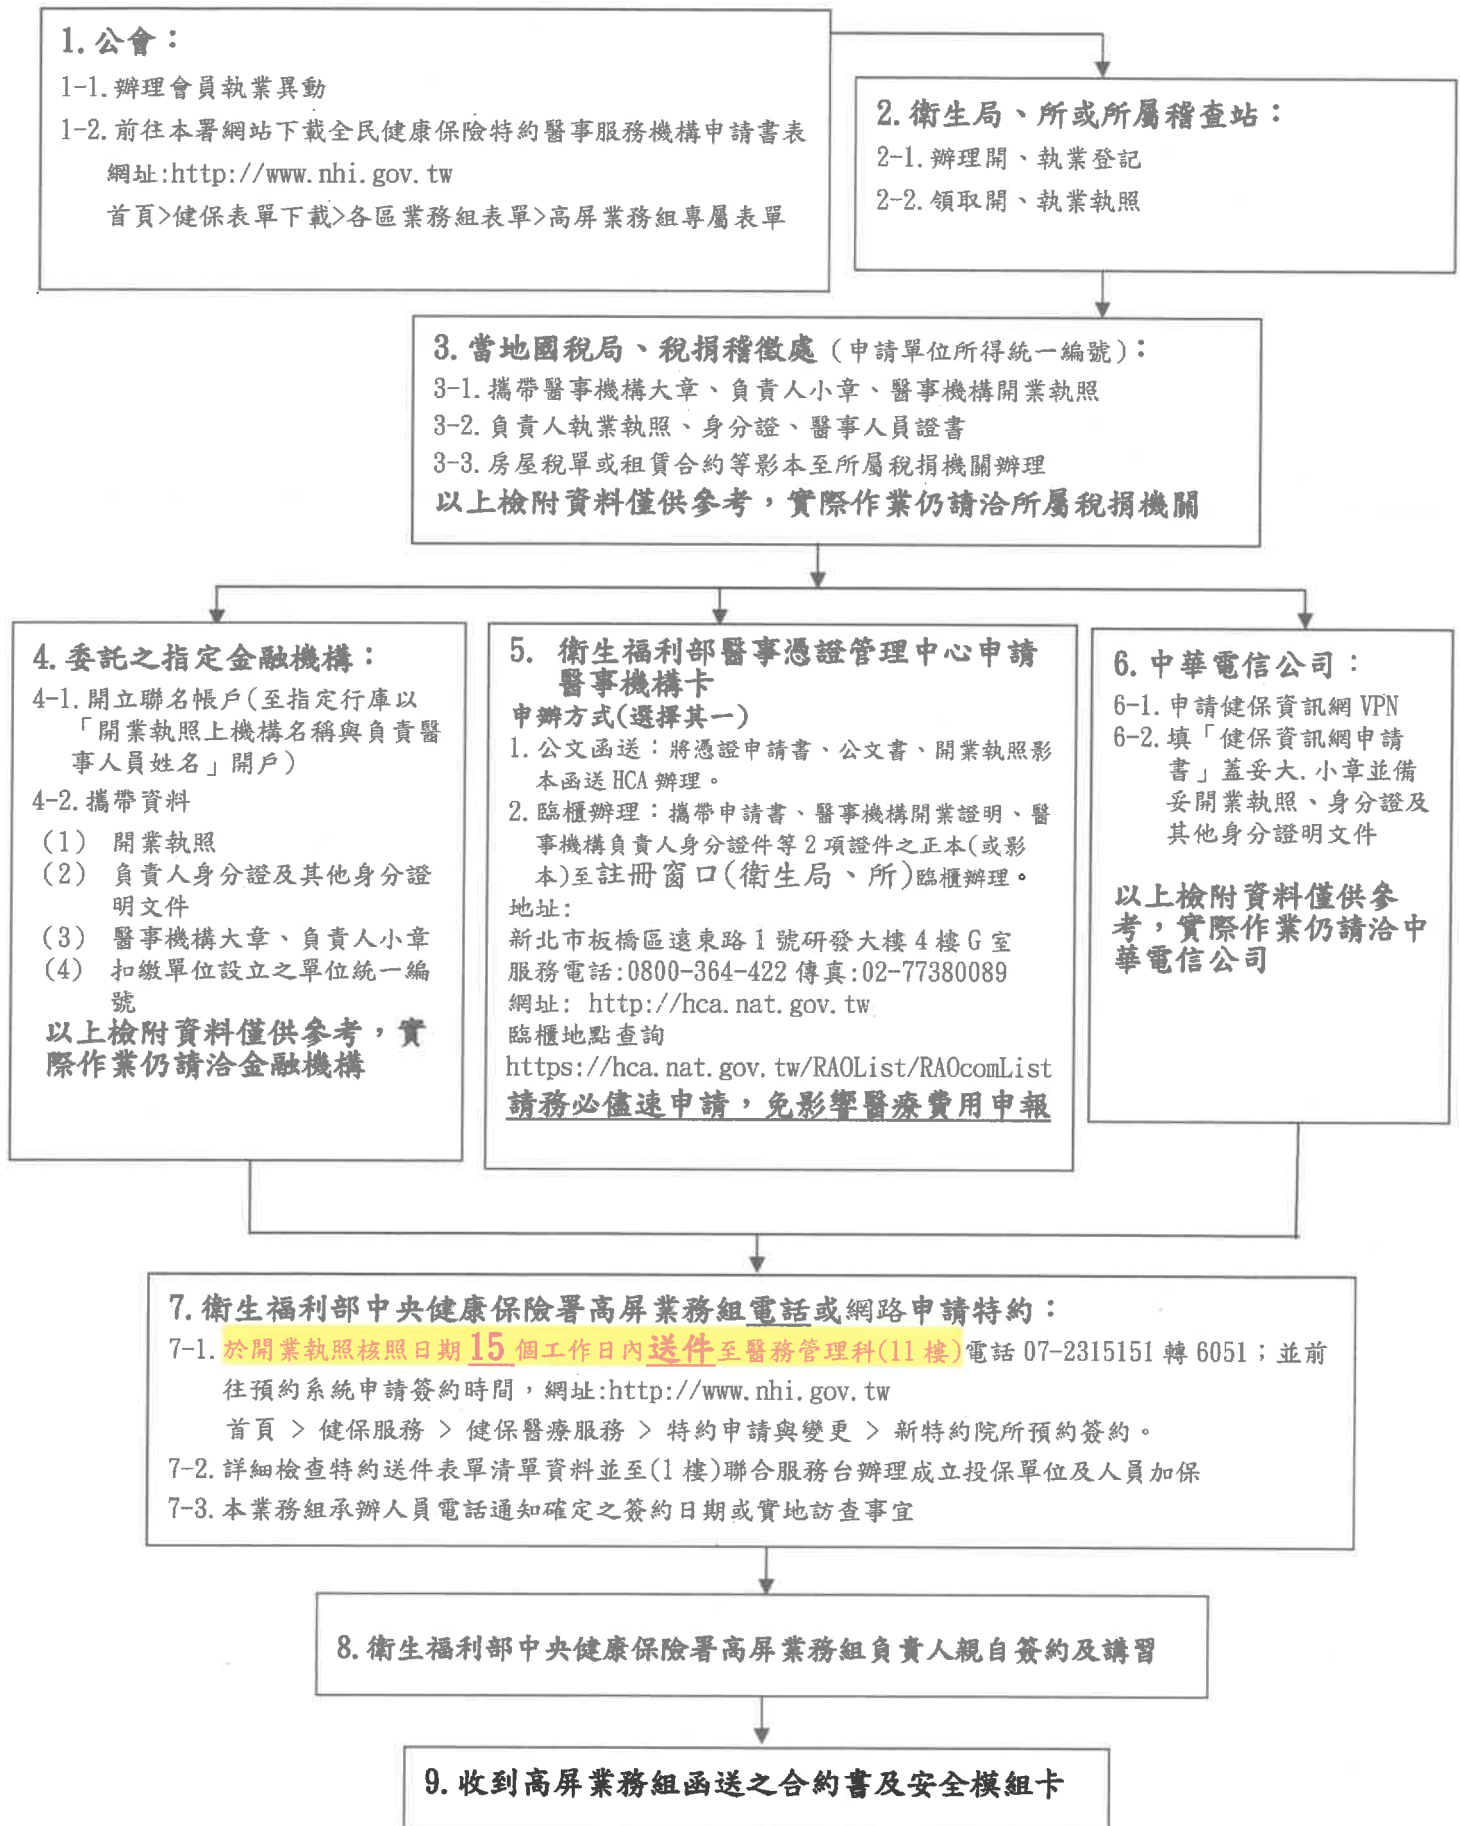 1.公會：
1-1.辦理會員執業異動
1-2.前往本署網站下載全民健康保險特約醫事服務機構申請書表
網址:http://www.nhi.gov.tw
首頁>健保表單下載>各區業務組表單>高屏業務組專屬表單
2.衛生局、所或所屬稽查站：
2-1.辦理開、執業登記
2-2.領取開、執業執照
3.當地國稅局、稅捐稽徵處（申請單位所得統一編號）：
3-1.攜帶醫事機構大章、負責人小章、醫事機構開業執照
3-2.負責人執業執照、身分證、醫事人員證書
3-3.房屋稅單或租賃合約等影本至所屬稅捐機關辦理
以上檢附資料僅供參考，實際作業仍請洽所屬稅捐機關
4.委託之指定金融機構：
4-1.開立聯名帳戶(至指定行庫以
「開業執照上機構名稱與負責醫
事人員姓名」開戶)
4-2.攜帶資料
(1) 開業執照
(2) 負責人身分證及其他身分證
明文件
(3) 醫事機構大章、負責人小章
(4) 扣繳單位設立之單位統一編
號
以上檢附資料僅供參考，實
際作業仍請洽金融機構
5. 衛生福利部醫事憑證管理中心申請
醫事機構卡
申辦方式(選擇其一)
1.公文函送：將憑證申請書、公文書、開業執照影
本函送 HCA 辦理。
2.臨櫃辦理：攜帶申請書、醫事機構開業證明、醫
事機構負責人身分證件等 2 項證件之正本(或影
本)至註冊窗口(衛生局、所)臨櫃辦理。
地址:
新北市板橋區遠東路 1 號研發大樓 4 樓 G 室
服務電話:0800-364-422 傳真:02-77380089
網址: http://hca.nat.gov.tw
臨櫃地點查詢
https://hca.nat.gov.tw/RAOList/RAOcomList
請務必儘速申請，免影響醫療費用申報
6.中華電信公司：
6-1.申請健保資訊網 VPN
6-2.填「健保資訊網申請
書」蓋妥大.小章並備
妥開業執照、身分證及
其他身分證明文件
以上檢附資料僅供參
考，實際作業仍請洽中
華電信公司
7.衛生福利部中央健康保險署高屏業務組電話或網路申請特約：
7-1.於開業執照核照日期 15 個工作日內送件至醫務管理科(11 樓)電話 07-2315151 轉 6051；並前
往預約系統申請簽約時間，網址:http://www.nhi.gov.tw
首頁 > 健保服務 > 健保醫療服務 > 特約申請與變更 > 新特約院所預約簽約。
7-2.詳細檢查特約送件表單清單資料並至(1 樓)聯合服務台辦理成立投保單位及人員加保
7-3.本業務組承辦人員電話通知確定之簽約日期或實地訪查事宜
8.衛生福利部中央健康保險署高屏業務組負責人親自簽約及講習
9.收到高屏業務組函送之合約書及安全模組卡